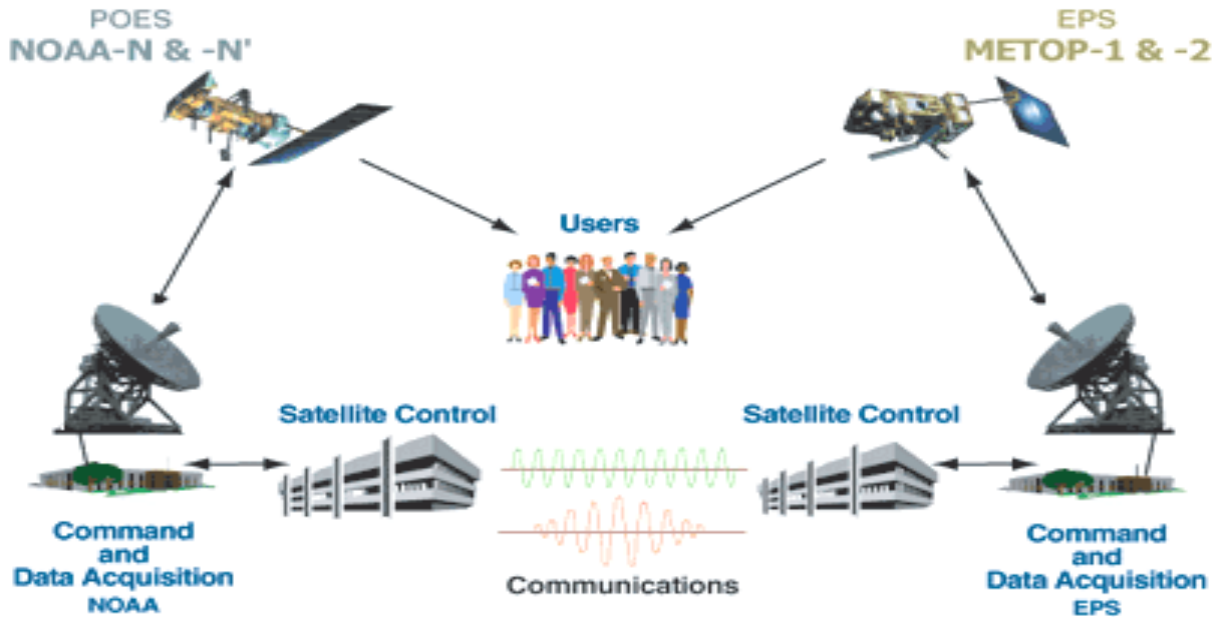 POES
NOAA-N & -N'
EPS
METOP-1 & -2
Users
Satellite Control
Satellite Control
Command
and
Data Acquisition
NOAA
Communications
Command
and
Data Acquisition
EPS